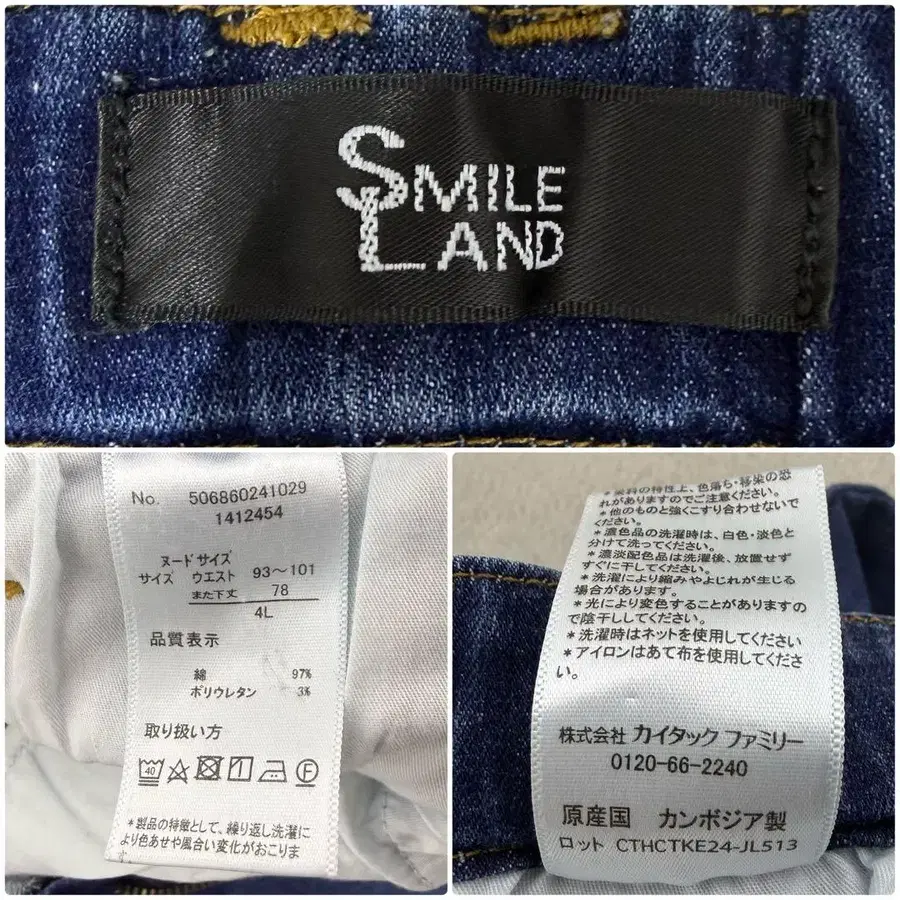 SMILE
LAND
No. 506860241029
1412454
ヌードサイズ
サイズ ウエスト 93～101
また下丈 78
4L
品質表示
綿 97%
ポリウレタン 3%
取り扱い方
40
F
*製品の特徴として、繰り返し洗濯に
より色あせや風合い変化がおこりま
*染料の特性上、色落ち・移染の恐
れがありますのでご注意ください。
*他のものと強くこすり合わせないで
ください。
*濃色品の洗濯時は、白色・淡色と
分けて洗ってください。
*濃淡配色品は洗濯後、放置せず
すぐに干してください。
*洗濯により縮みやよじれが生じる
場合があります。
*光により変色することがありますの
で陰干ししてください。
*洗濯時はネットを使用してください
*アイロンはあて布を使用してくださ
い。
株式会社 カイタック ファミリー
0120-66-2240
原産国 カンボジア製
ロット CTHCTKE24-JL513